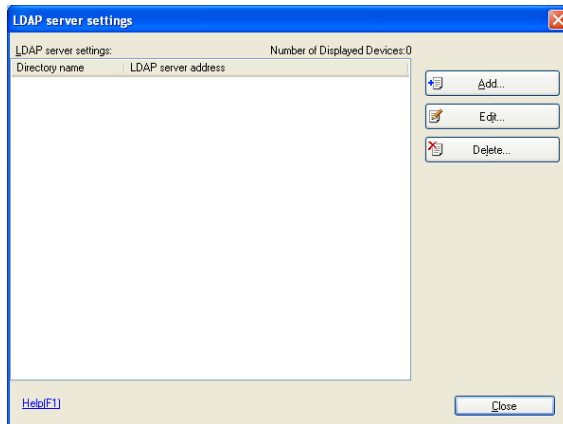 LDAP server settings
LDAP server settings: Number of Displayed Devices:0
Directory name LDAP server address
Add...
Edit...
Delete...
Help(F1)
Close